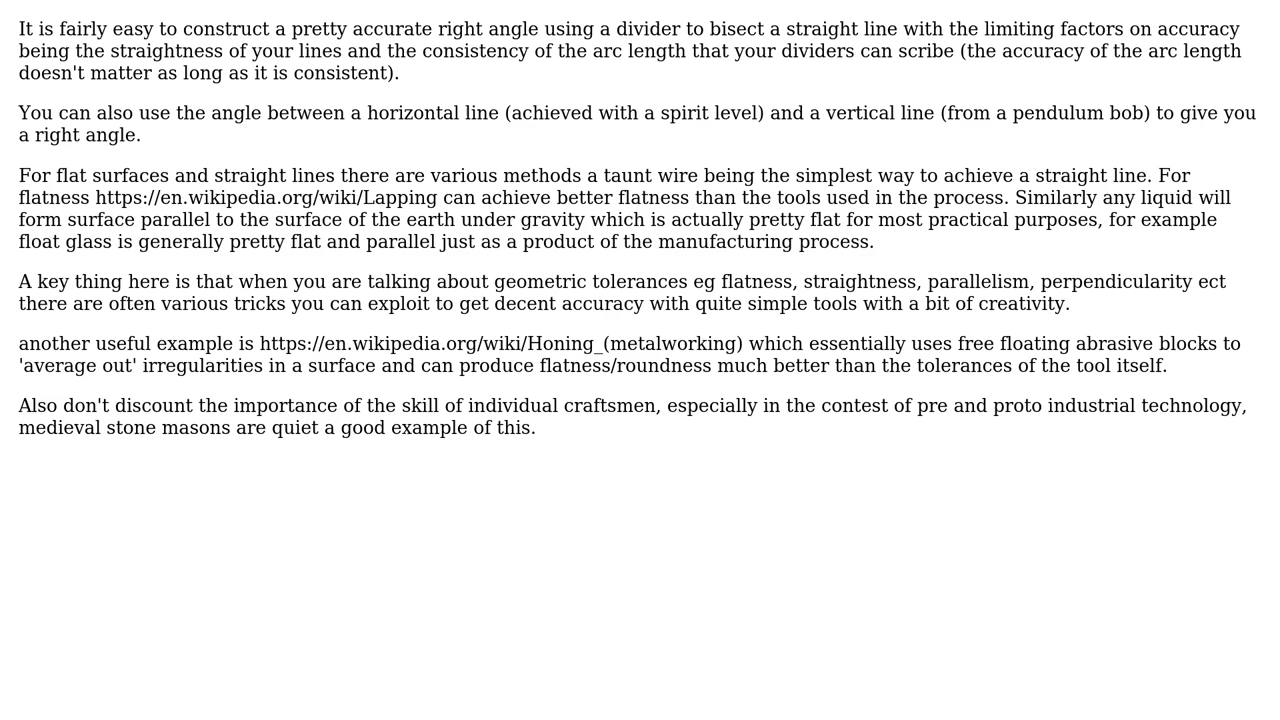 It is fairly easy to construct a pretty accurate right angle using a divider to bisect a straight line with the limiting factors on accuracy
being the straightness of your lines and the consistency of the arc length that your dividers can scribe (the accuracy of the arc length
doesn't matter as long as it is consistent).
You can also use the angle between a horizontal line (achieved with a spirit level) and a vertical line (from a pendulum bob) to give you
a right angle.
For flat surfaces and straight lines there are various methods a taunt wire being the simplest way to achieve a straight line. For
flatness https://en.wikipedia.org/wiki/Lapping can achieve better flatness than the tools used in the process. Similarly any liquid will
form surface parallel to the surface of the earth under gravity which is actually pretty flat for most practical purposes, for example
float glass is generally pretty flat and parallel just as a product of the manufacturing process.
A key thing here is that when you are talking about geometric tolerances eg flatness, straightness, parallelism, perpendicularity ect
there are often various tricks you can exploit to get decent accuracy with quite simple tools with a bit of creativity.
another useful example is https://en.wikipedia.org/wiki/Honing_(metalworking) which essentially uses free floating abrasive blocks to
'average out' irregularities in a surface and can produce flatness/roundness much better than the tolerances of the tool itself.
Also don't discount the importance of the skill of individual craftsmen, especially in the contest of pre and proto industrial technology,
medieval stone masons are quiet a good example of this.